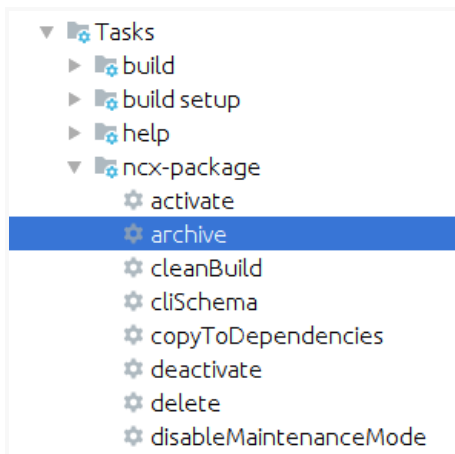 Tasks
build
build setup
help
ncx-package
activate
archive
cleanBuild
cliSchema
copyToDependencies
deactivate
delete
disableMaintenanceMode